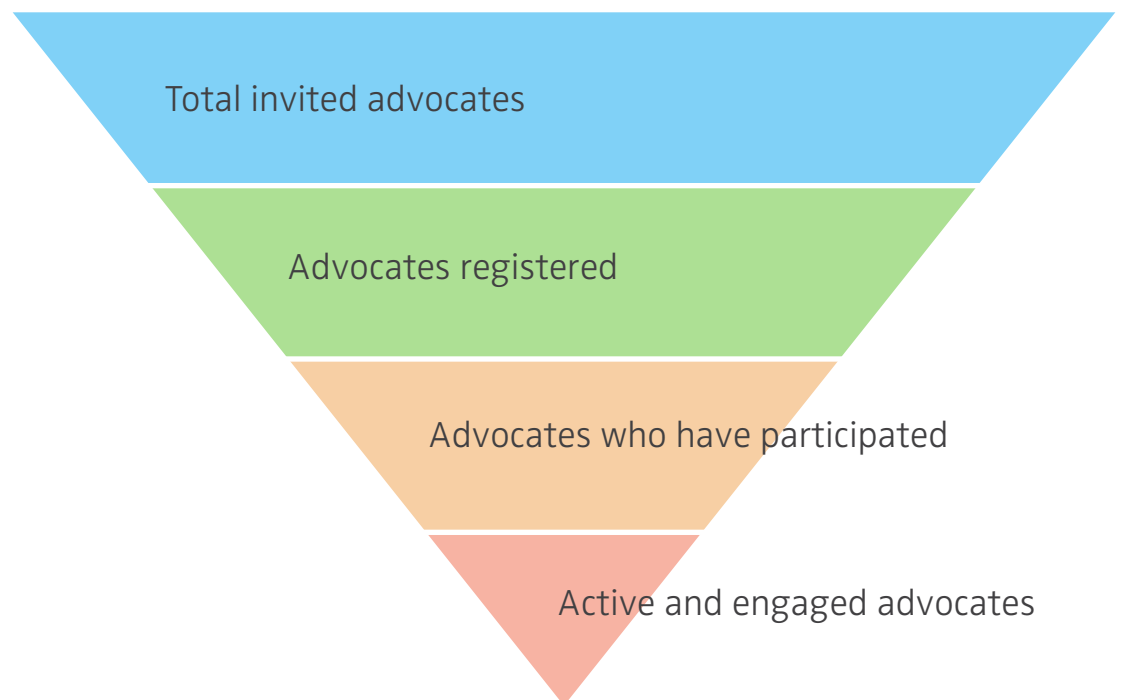 Total invited advocates
Advocates registered
Advocates who have participated
Active and engaged advocates